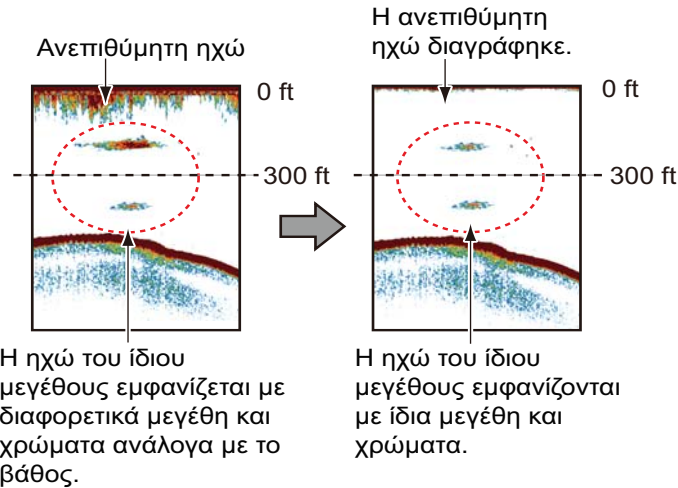 Ανεπιθύμητη ηχώ
0 ft
300 ft
Η ηχώ του ίδιου
μεγέθους εμφανίζεται με
διαφορετικά μεγέθη και
χρώματα ανάλογα με το
βάθος.
Η ανεπιθύμητη
ηχώ διαγράφηκε.
0 ft
300 ft
Η ηχώ του ίδιου
μεγέθους εμφανίζονται
με ίδια μεγέθη και
χρώματα.